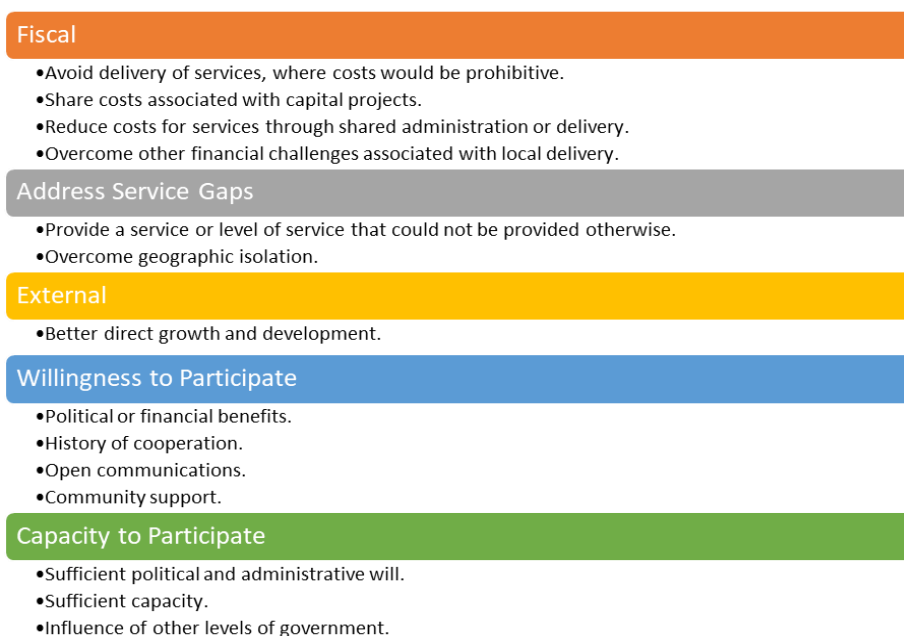 Fiscal
•Avoid delivery of services, where costs would be prohibitive.
•Share costs associated with capital projects.
•Reduce costs for services through shared administration or delivery.
•Overcome other financial challenges associated with local delivery.
Address Service Gaps
•Provide a service or level of service that could not be provided otherwise.
•Overcome geographic isolation.
External
•Better direct growth and development.
Willingness to Participate
•Political or financial benefits.
•History of cooperation.
•Open communications.
•Community support.
Capacity to Participate
•Sufficient political and administrative will.
•Sufficient capacity.
•Influence of other levels of government.